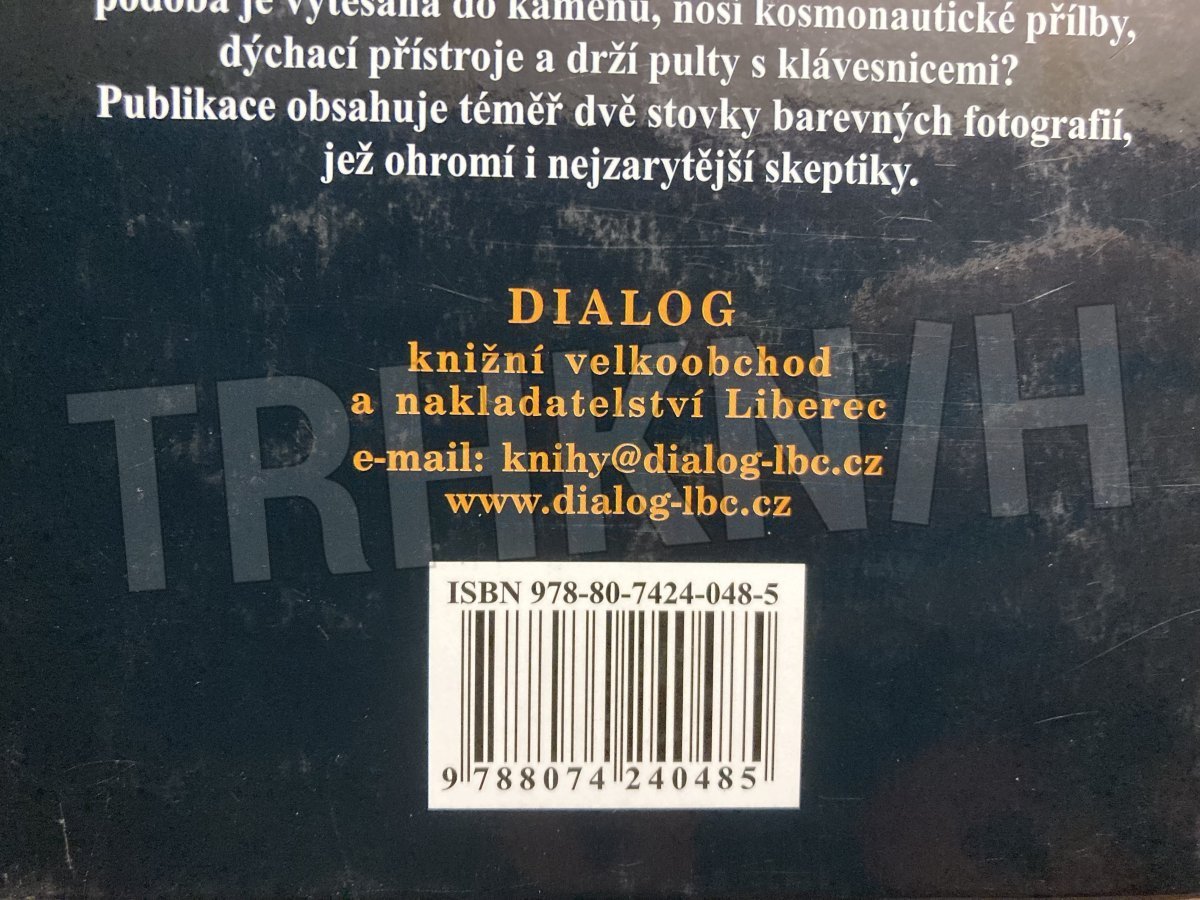 podoba je vytesána do kamenů, nosí kosmonautické přílby,
dýchací přístroje a drží pulty s klávesnicemi?
Publikace obsahuje téměř dvě stovky barevných fotografií,
jež ohromí i nejzarytější skeptiky.
DIALOG
knižní velkoobchod
a nakladatelství Liberec
e-mail: knihy@dialog-lbc.cz
www.dialog-lbc.cz
TRHKNIH
ISBN 978-80-7424-048-5
9 788074 240485